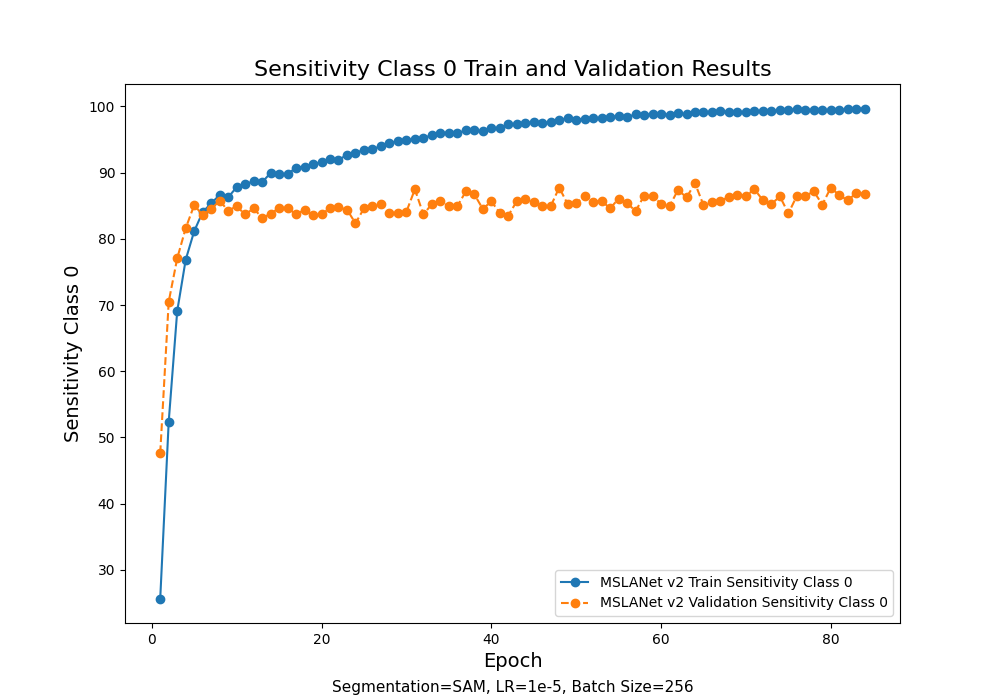 Sensitivity Class 0 Train and Validation Results
Sensitivity Class 0
100
90
80
70
60
50
40
30
MSLANet v2 Train Sensitivity Class 0
MSLANet v2 Validation Sensitivity Class 0
0 20 40 60 80
Epoch
Segmentation=SAM, LR=1e-5, Batch Size=256